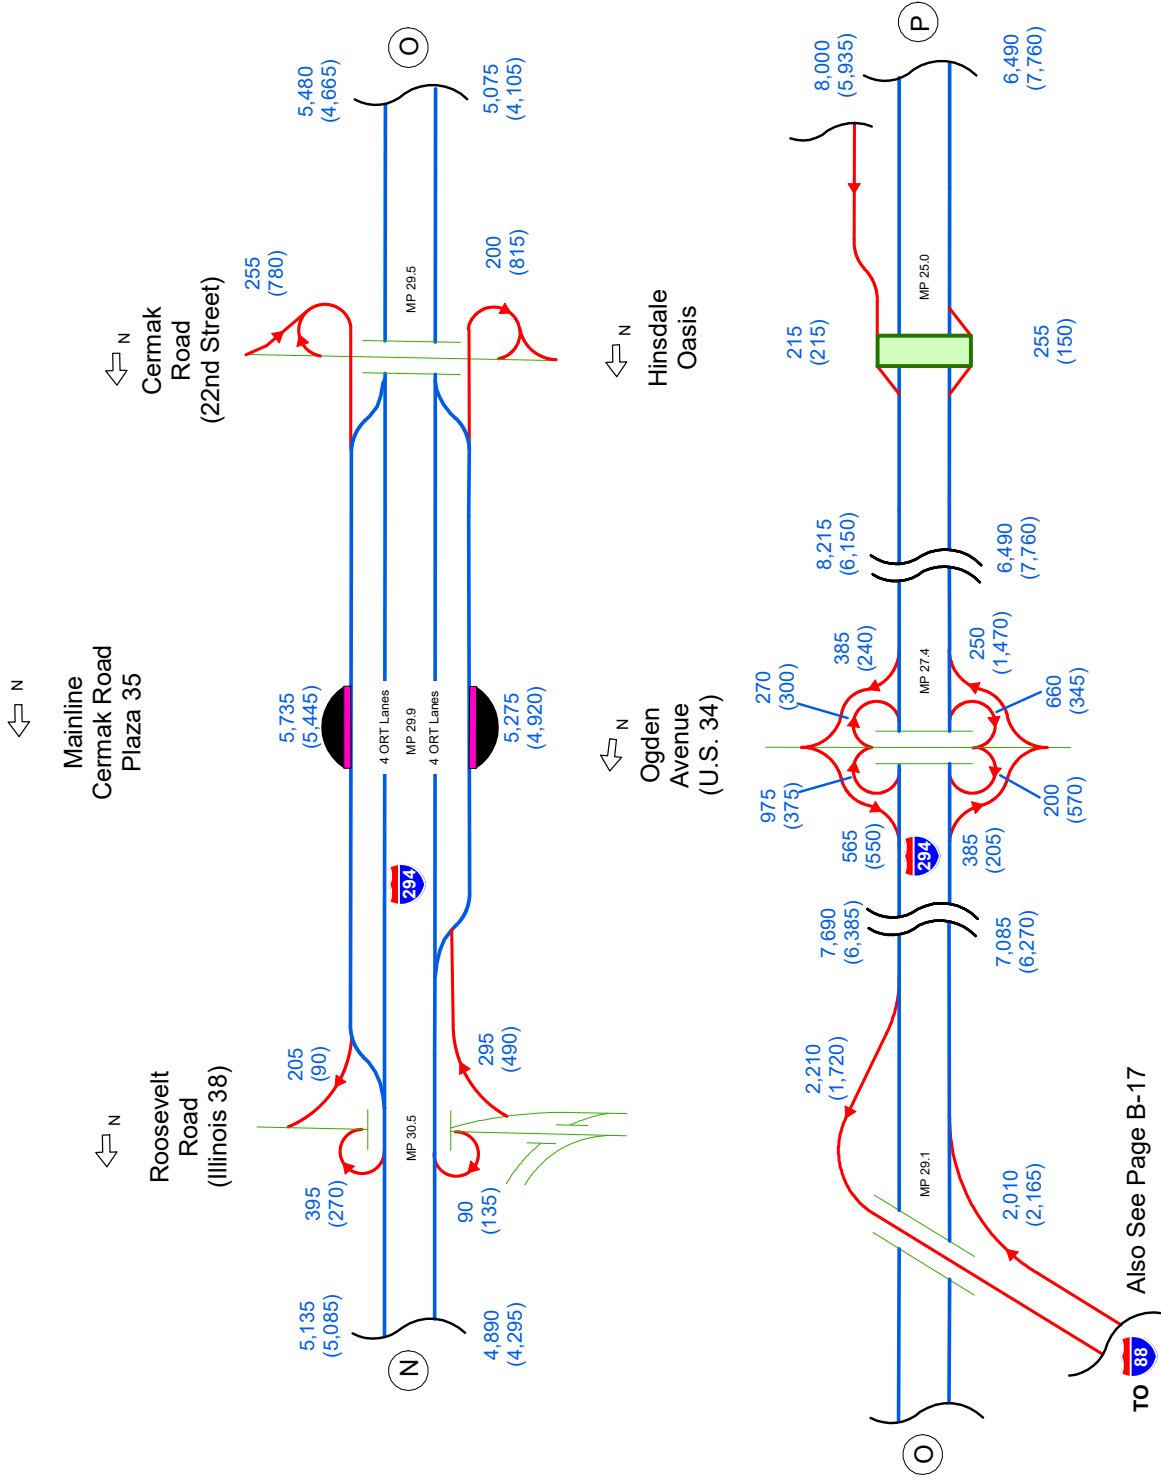 N
Mainline
Cermak Road
Plaza 35
N
Roosevelt
Road
(Illinois 38)
N
Cermak
Road
(22nd Street)
5,135
(5,085)
395
(270)
205
(90)
5,735
(5,445)
255
(780)
5,480
(4,665)
N
MP 30.5
294
4 ORT Lanes
MP 29.9
4 ORT Lanes
MP 29.5
O
4,890
(4,295)
90
(135)
295
(490)
5,275
(4,920)
200
(815)
5,075
(4,105)
N
Ogden
Avenue
(U.S. 34)
N
Hinsdale
Oasis
2,210
(1,720)
7,690
(6,385)
565
(550)
975
(375)
270
(300)
385
(240)
8,215
(6,150)
215
(215)
8,000
(5,935)
O
MP 29.1
294
MP 27.4
MP 25.0
P
2,010
(2,165)
7,085
(6,270)
385
(205)
200
(570)
660
(345)
250
(1,470)
6,490
(7,760)
255
(150)
6,490
(7,760)
TO 88
Also See Page B-17